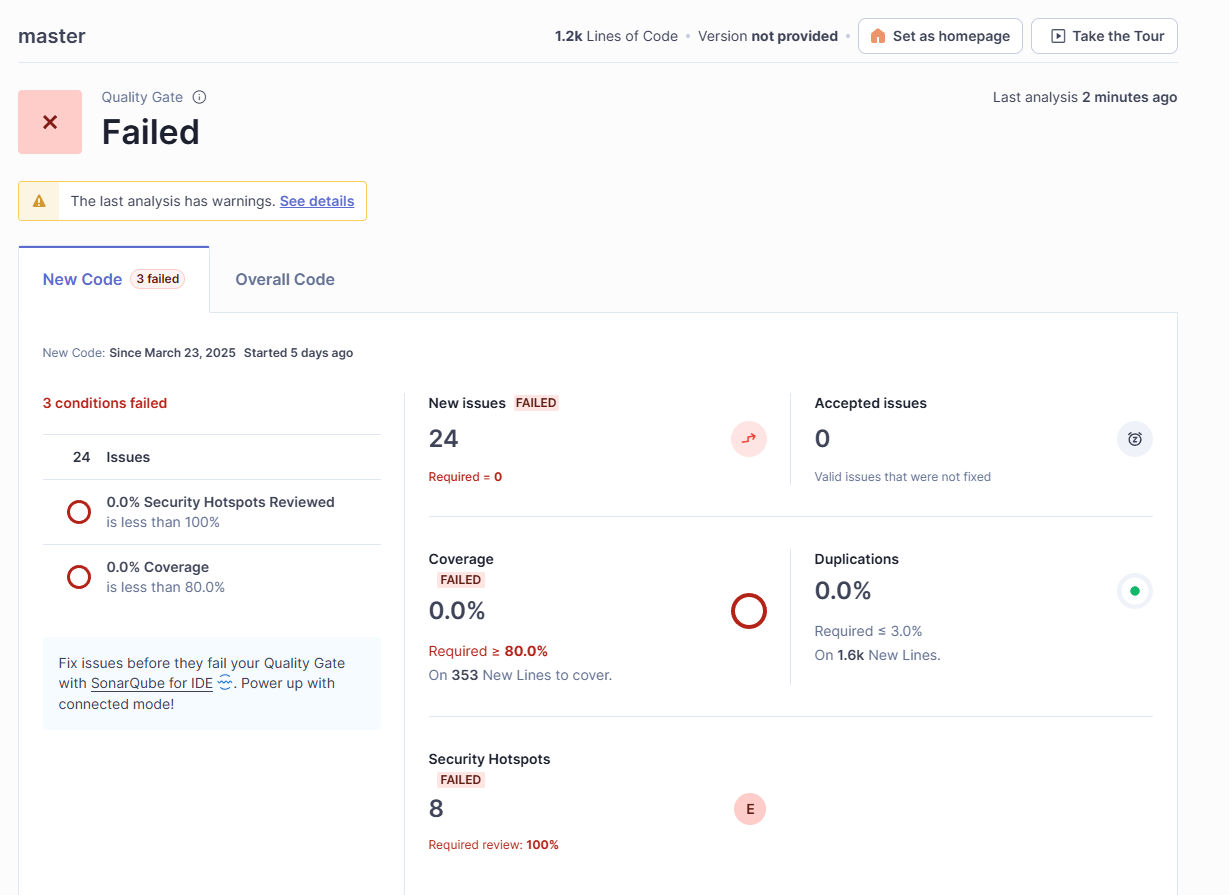 master
1.2k Lines of Code • Version not provided •
Set as homepage
Take the Tour
Quality Gate
Failed
Last analysis 2 minutes ago
The last analysis has warnings. See details
New Code 3 failed
Overall Code
New Code: Since March 23, 2025 Started 5 days ago
3 conditions failed
24 Issues
0.0% Security Hotspots Reviewed
is less than 100%
0.0% Coverage
is less than 80.0%
Fix issues before they fail your Quality Gate
with SonarQube for IDE . Power up with
connected mode!
New issues FAILED
24
Required = 0
Accepted issues
0
Valid issues that were not fixed
Coverage
FAILED
0.0%
Required ≥ 80.0%
On 353 New Lines to cover.
Duplications
0.0%
Required ≤ 3.0%
On 1.6k New Lines.
Security Hotspots
FAILED
8
E
Required review: 100%